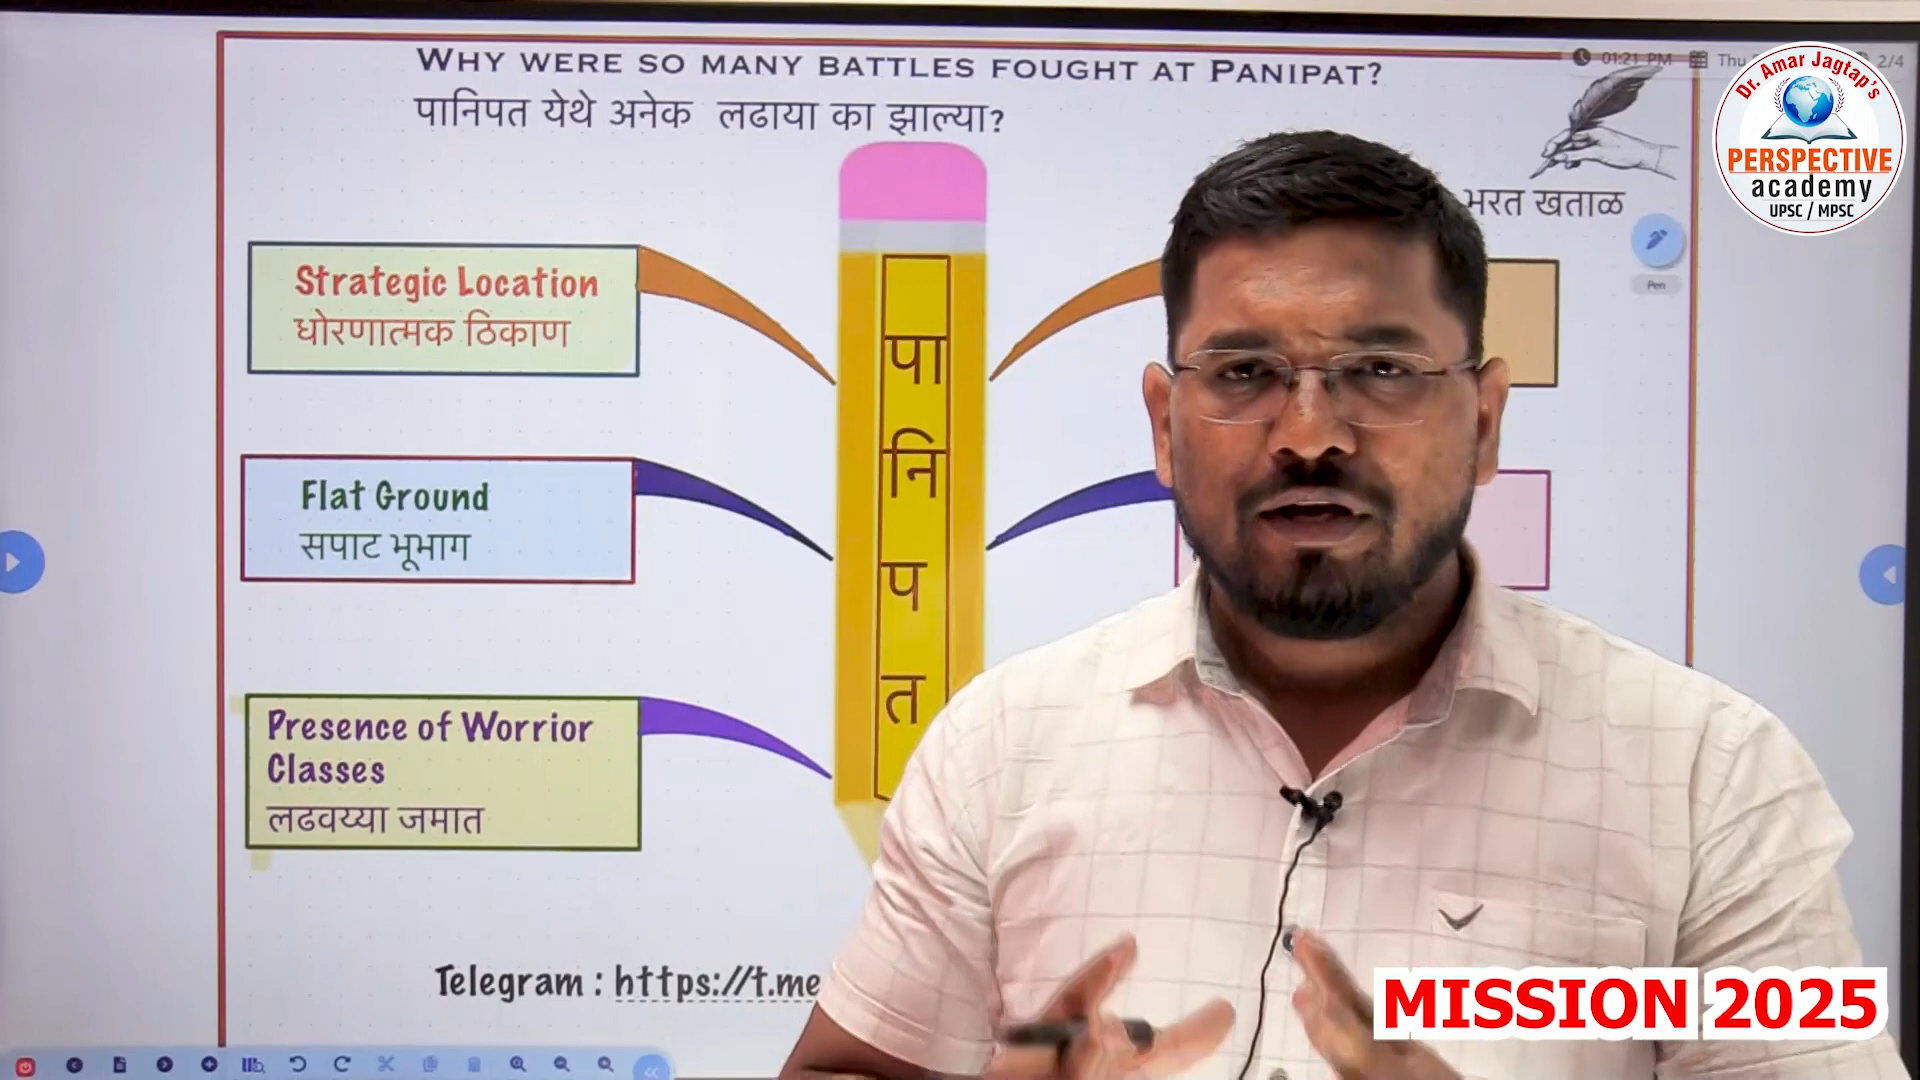 WHY WERE SO MANY BATTLES FOUGHT AT PANIPAT?
पानिपत येथे अनेक लढाया का झाल्या?
01:21 PM
Thu
2/4
Dr. Amar Jagtap's
PERSPECTIVE
academy
UPSC / MPSC
भरत खताळ
Pen
Strategic Location
धोरणात्मक ठिकाण
Flat Ground
सपाट भूभाग
Presence of Worrior
Classes
लढवय्या जमात
पा
नि
प
त
Telegram : https://t.me
MISSION 2025